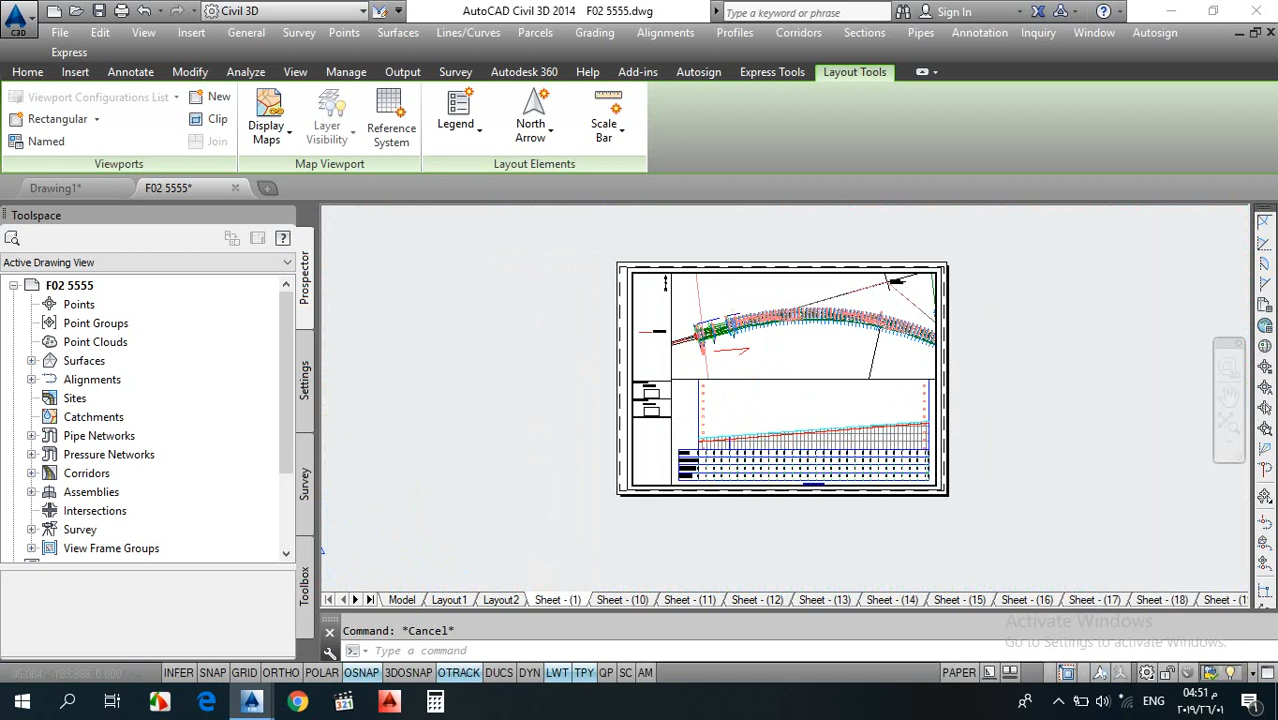 Civil 3D
AutoCAD Civil 3D 2014 F02 5555.dwg
Type a keyword or phrase
Sign In
C3D
File Edit View Insert General Survey Points Surfaces Lines/Curves Parcels Grading Alignments Profiles Corridors Sections Pipes Annotation Inquiry Window Autosign
Express
Home Insert Annotate Modify Analyze View Manage Output Survey Autodesk 360 Help Add-ins Autosign Express Tools Layout Tools
Viewport Configurations List New
Rectangular Clip
Named Join
Display Maps
Layer Visibility
Reference System
Legend
North Arrow
Scale Bar
Viewports Map Viewport Layout Elements
Drawing1* F02 5555*
Toolspace
Active Drawing View
F02 5555
Points
Point Groups
Point Clouds
Surfaces
Alignments
Sites
Catchments
Pipe Networks
Pressure Networks
Corridors
Assemblies
Intersections
Survey
View Frame Groups
Prospector
Settings
Survey
Toolbox
Model Layout1 Layout2 Sheet - (1) Sheet - (10) Sheet - (11) Sheet - (12) Sheet - (13) Sheet - (14) Sheet - (15) Sheet - (16) Sheet - (17) Sheet - (18) Sheet - (1
Command: *Cancel*
Type a command
Activate Windows
Go to Settings to activate Windows.
INFER SNAP GRID ORTHO POLAR OSNAP 3DOSNAP OTRACK DUCS DYN LWT TPY QP SC AM PAPER
ENG
04:51 م
٢٠١٩/٠٦/٠١
1